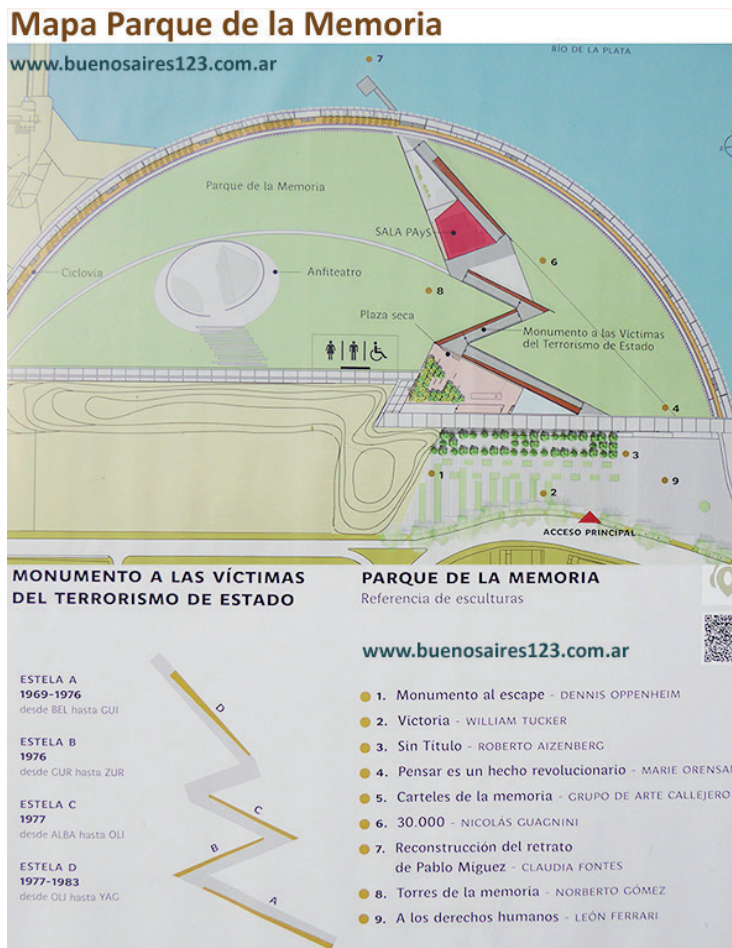 Mapa Parque de la Memoria
www.buenosaires123.com.ar
7
RÍO DE LA PLATA
Parque de la Memoria
SALA PAyS
Ciclovía
Anfiteatro
6
8
Plaza seca
Monumento a las Víctimas
del Terrorismo de Estado
4
3
1
9
2
ACCESO PRINCIPAL
MONUMENTO A LAS VÍCTIMAS
DEL TERRORISMO DE ESTADO
ESTELA A
1969-1976
desde BEL hasta GUI
ESTELA B
1976
desde GUR hasta ZUR
ESTELA C
1977
desde ALBA hasta OLI
ESTELA D
1977-1983
desde OLI hasta YAG
D
C
B
A
PARQUE DE LA MEMORIA
Referencia de esculturas
www.buenosaires123.com.ar
1. Monumento al escape - DENNIS OPPENHEIM
2. Victoria - WILLIAM TUCKER
3. Sin Titulo - ROBERTO AIZENBERG
4. Pensar es un hecho revolucionario - MARIE ORENSAN
5. Carteles de la memoria - GRUPO DE ARTE CALLEJERO
6. 30.000 - NICOLÁS GUAGNINI
7. Reconstrucción del retrato
de Pablo Míguez - CLAUDIA FONTES
8. Torres de la memoria - NORBERTO GÓMEZ
9. A los derechos humanos - LEÓN FERRARI